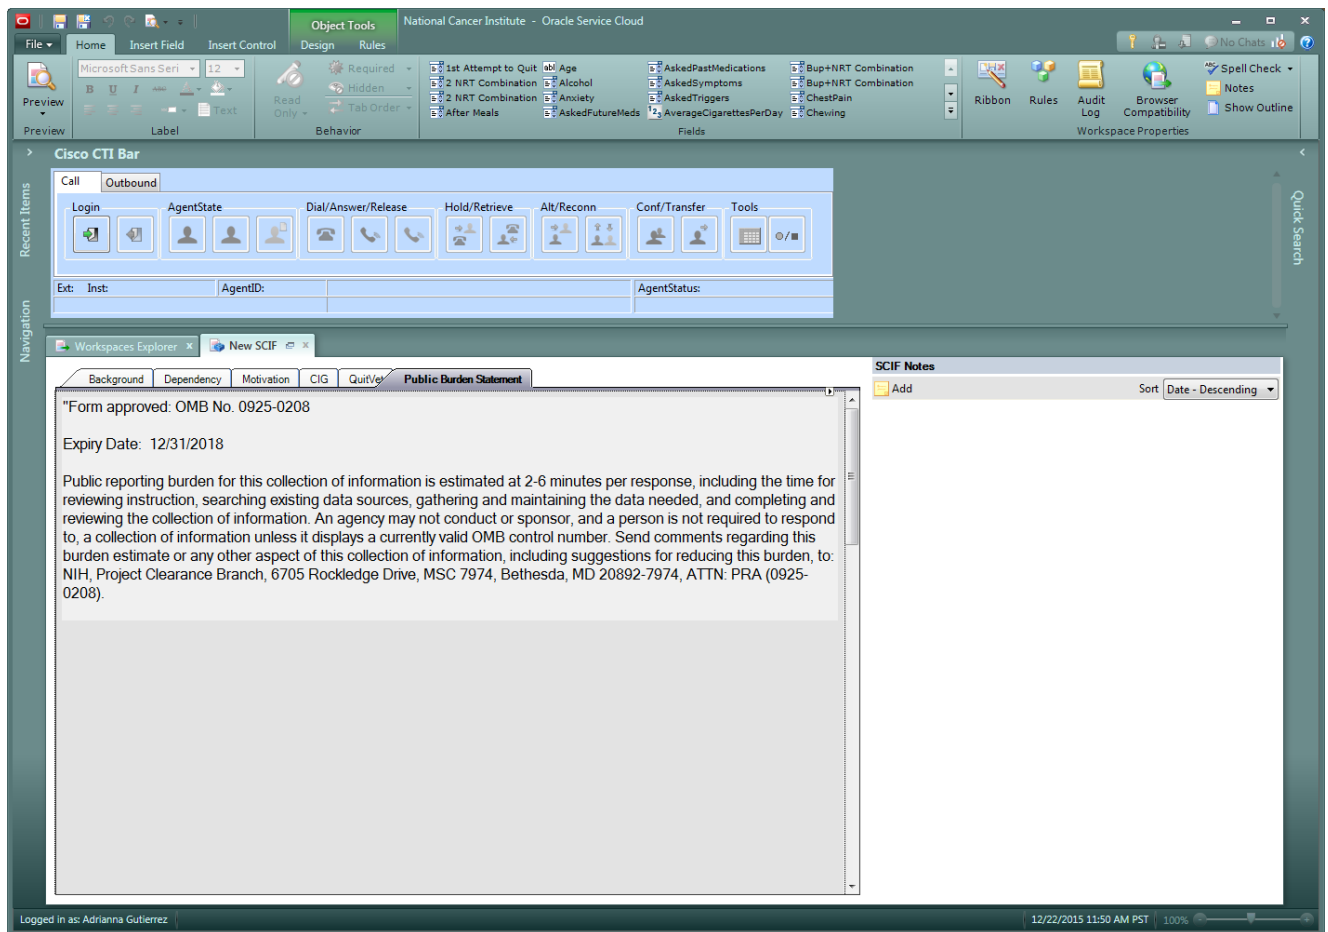 Object Tools
National Cancer Institute - Oracle Service Cloud
File
Home
Insert Field
Insert Control
Design
Rules
No Chats
Preview
Preview
Microsoft Sans Seri
12
B U I
Text
Label
Read Only
Required
Hidden
Tab Order
Behavior
1st Attempt to Quit
2 NRT Combination
2 NRT Combination
After Meals
Age
Alcohol
Anxiety
AskedFutureMeds
AskedPastMedications
AskedSymptoms
AskedTriggers
AverageCigarettesPerDay
Bup+NRT Combination
Bup+NRT Combination
ChestPain
Chewing
Fields
Ribbon
Rules
Audit Log
Browser Compatibility
Spell Check
Notes
Show Outline
Workspace Properties
Recent Items
Navigation
Quick Search
Cisco CTI Bar
Call
Outbound
Login
AgentState
Dial/Answer/Release
Hold/Retrieve
Alt/Reconn
Conf/Transfer
Tools
Ext: Inst:
AgentID:
AgentStatus:
Workspaces Explorer x
New SCIF x
Background
Dependency
Motivation
CIG
QuitVet
Public Burden Statement
"Form approved: OMB No. 0925-0208
Expiry Date: 12/31/2018
Public reporting burden for this collection of information is estimated at 2-6 minutes per response, including the time for
reviewing instruction, searching existing data sources, gathering and maintaining the data needed, and completing and
reviewing the collection of information. An agency may not conduct or sponsor, and a person is not required to respond
to, a collection of information unless it displays a currently valid OMB control number. Send comments regarding this
burden estimate or any other aspect of this collection of information, including suggestions for reducing this burden, to:
NIH, Project Clearance Branch, 6705 Rockledge Drive, MSC 7974, Bethesda, MD 20892-7974, ATTN: PRA (0925-
0208).
SCIF Notes
Add
Sort Date - Descending
Logged in as: Adrianna Gutierrez
12/22/2015 11:50 AM PST
100%